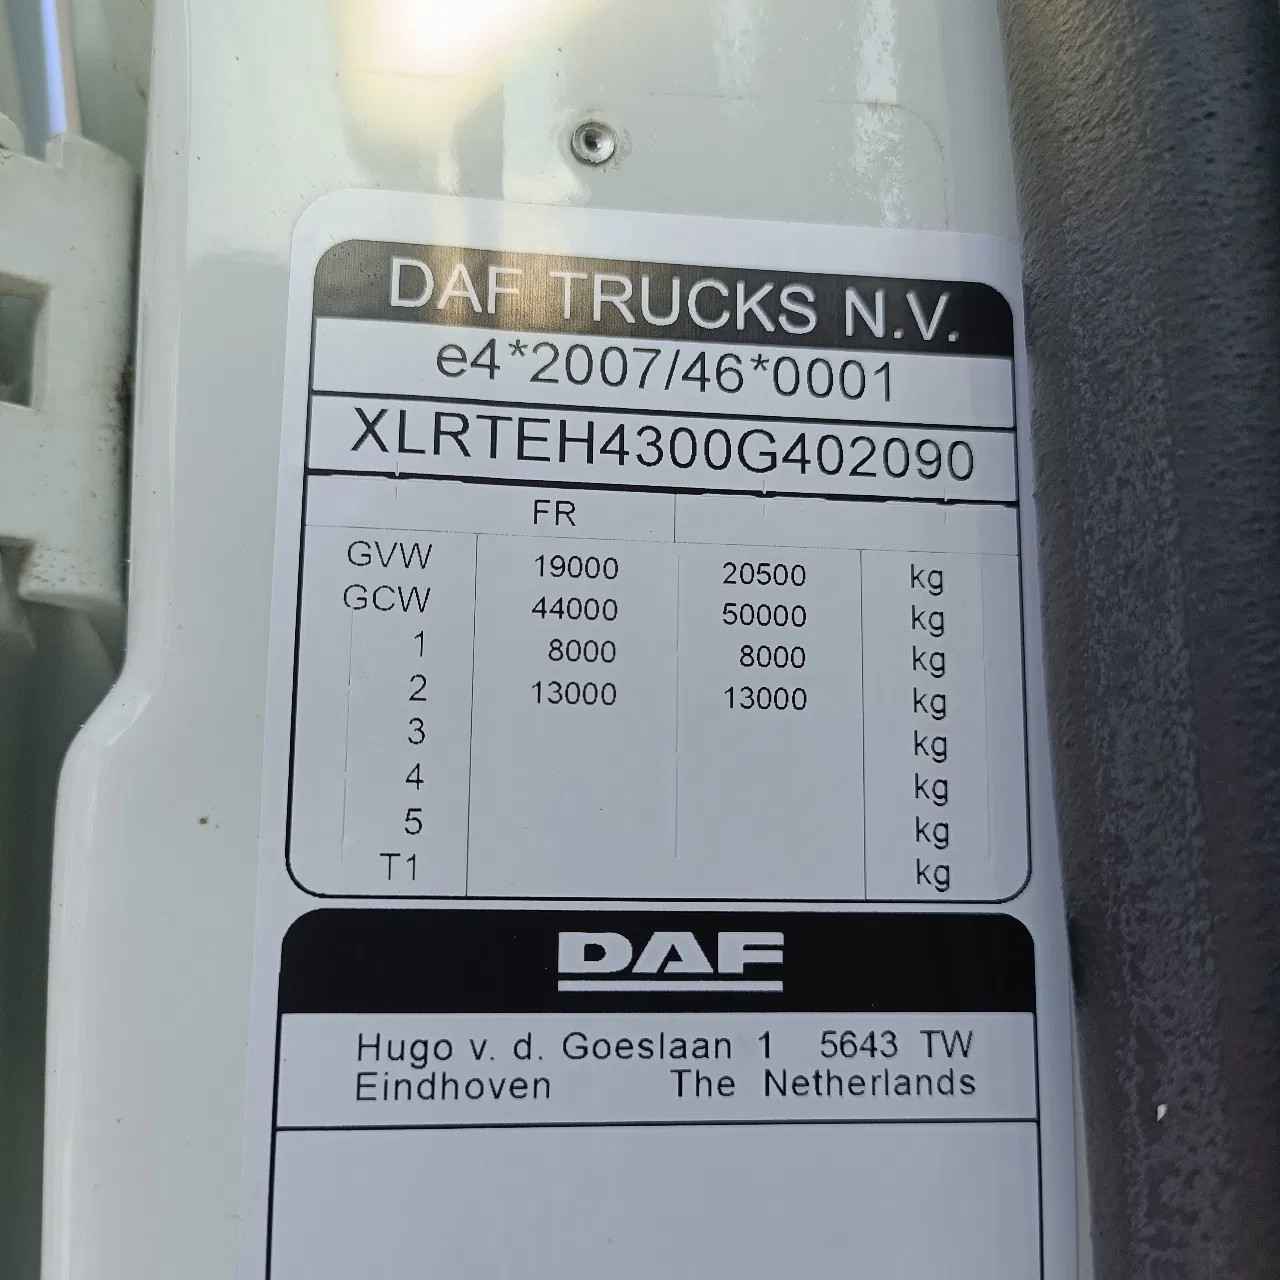 DAF TRUCKS N.V.
e4*2007/46*0001
XLRTEH4300G402090
FR
GVW 19000 20500 kg
GCW 44000 50000 kg
1 8000 8000 kg
2 13000 13000 kg
3 kg
4 kg
5 kg
T1 kg
DAF
Hugo v. d. Goeslaan 1 5643 TW
Eindhoven The Netherlands